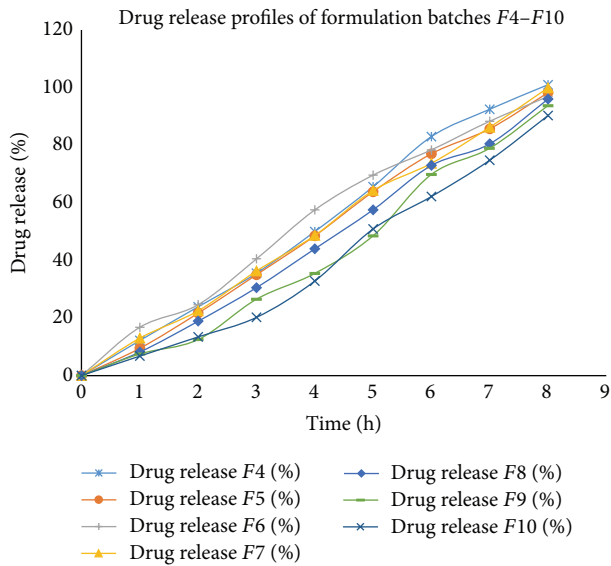 Drug release profiles of formulation batches F4–F10
120
100
80
60
40
20
0
Drug release (%)
0 1 2 3 4 5 6 7 8 9
Time (h)
Drug release F4 (%)
Drug release F5 (%)
Drug release F6 (%)
Drug release F7 (%)
Drug release F8 (%)
Drug release F9 (%)
Drug release F10 (%)